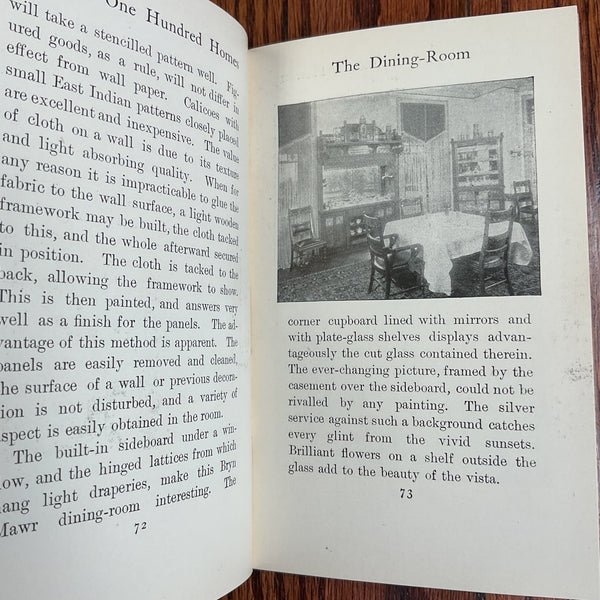 One Hundred Homes
will take a stencilled pattern well. Fig-
ured goods, as a rule, will not differ in
effect from wall paper. Calicoes with
small East Indian patterns closely placed
are excellent and inexpensive. The value
of cloth on a wall is due to its texture
and light absorbing quality. When for
any reason it is impracticable to glue the
fabric to the wall surface, a light wooden
framework may be built, the cloth tacked
to this, and the whole afterward secured
in position. The cloth is tacked to the
back, allowing the framework to show.
This is then painted, and answers very
well as a finish for the panels. The ad-
vantage of this method is apparent. The
panels are easily removed and cleaned,
the surface of a wall or previous decora-
tion is not disturbed, and a variety of
aspect is easily obtained in the room.
The built-in sideboard under a win-
dow, and the hinged lattices from which
hang light draperies, make this Bryn
Mawr dining-room interesting. The
72
The Dining-Room
corner cupboard lined with mirrors and
with plate-glass shelves displays advan-
tageously the cut glass contained therein.
The ever-changing picture, framed by the
casement over the sideboard, could not be
rivalled by any painting. The silver
service against such a background catches
every glint from the vivid sunsets.
Brilliant flowers on a shelf outside the
glass add to the beauty of the vista.
73